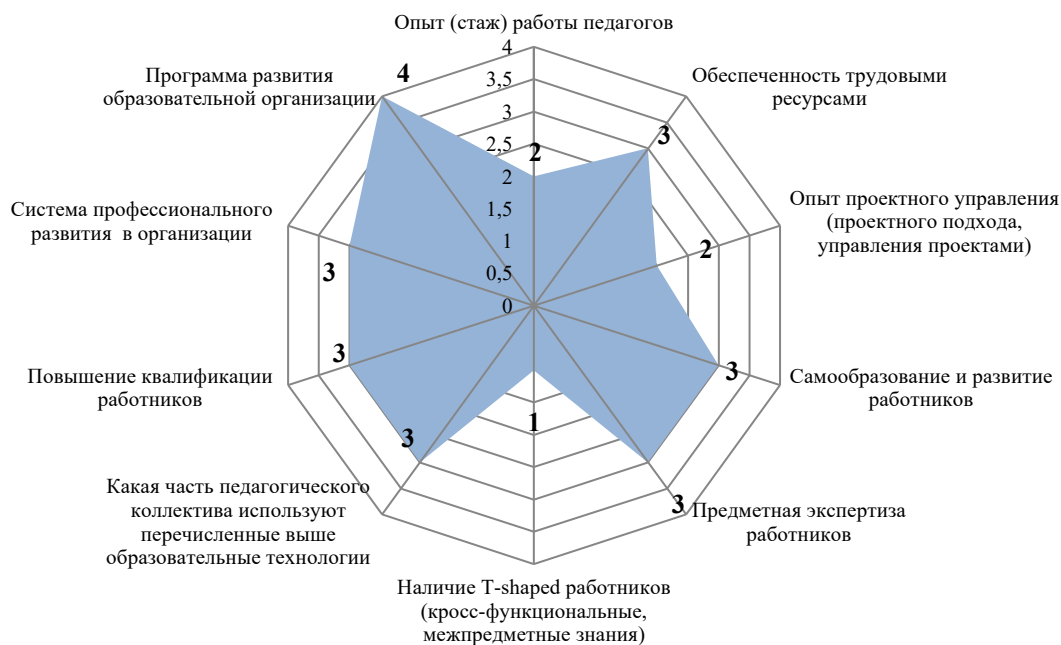 Опыт (стаж) работы педагогов
4
3,5
3
2,5
2
1,5
1
0,5
0
2
Обеспеченность трудовыми
ресурсами
3
Опыт проектного управления
(проектного подхода,
управления проектами)
2
Самообразование и развитие
работников
3
Предметная экспертиза
работников
3
Наличие T-shaped работников
(кросс-функциональные,
межпредметные знания)
1
Какая часть педагогического
коллектива используют
перечисленные выше
образовательные технологии
3
Повышение квалификации
работников
3
Система профессионального
развития в организации
3
Программа развития
образовательной организации
4